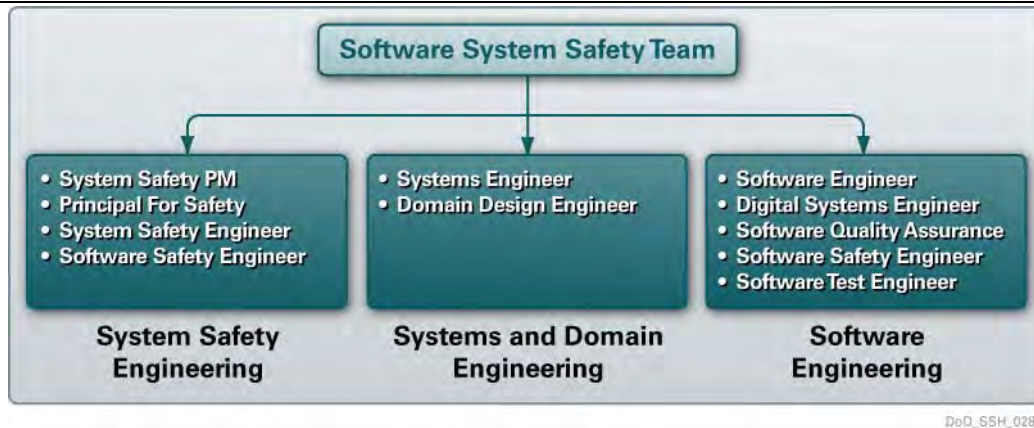 Software System Safety Team
• System Safety PM
• Principal For Safety
• System Safety Engineer
• Software Safety Engineer
• Systems Engineer
• Domain Design Engineer
• Software Engineer
• Digital Systems Engineer
• Software Quality Assurance
• Software Safety Engineer
• Software Test Engineer
System Safety
Engineering
Systems and Domain
Engineering
Software
Engineering
DoD_SSH_028